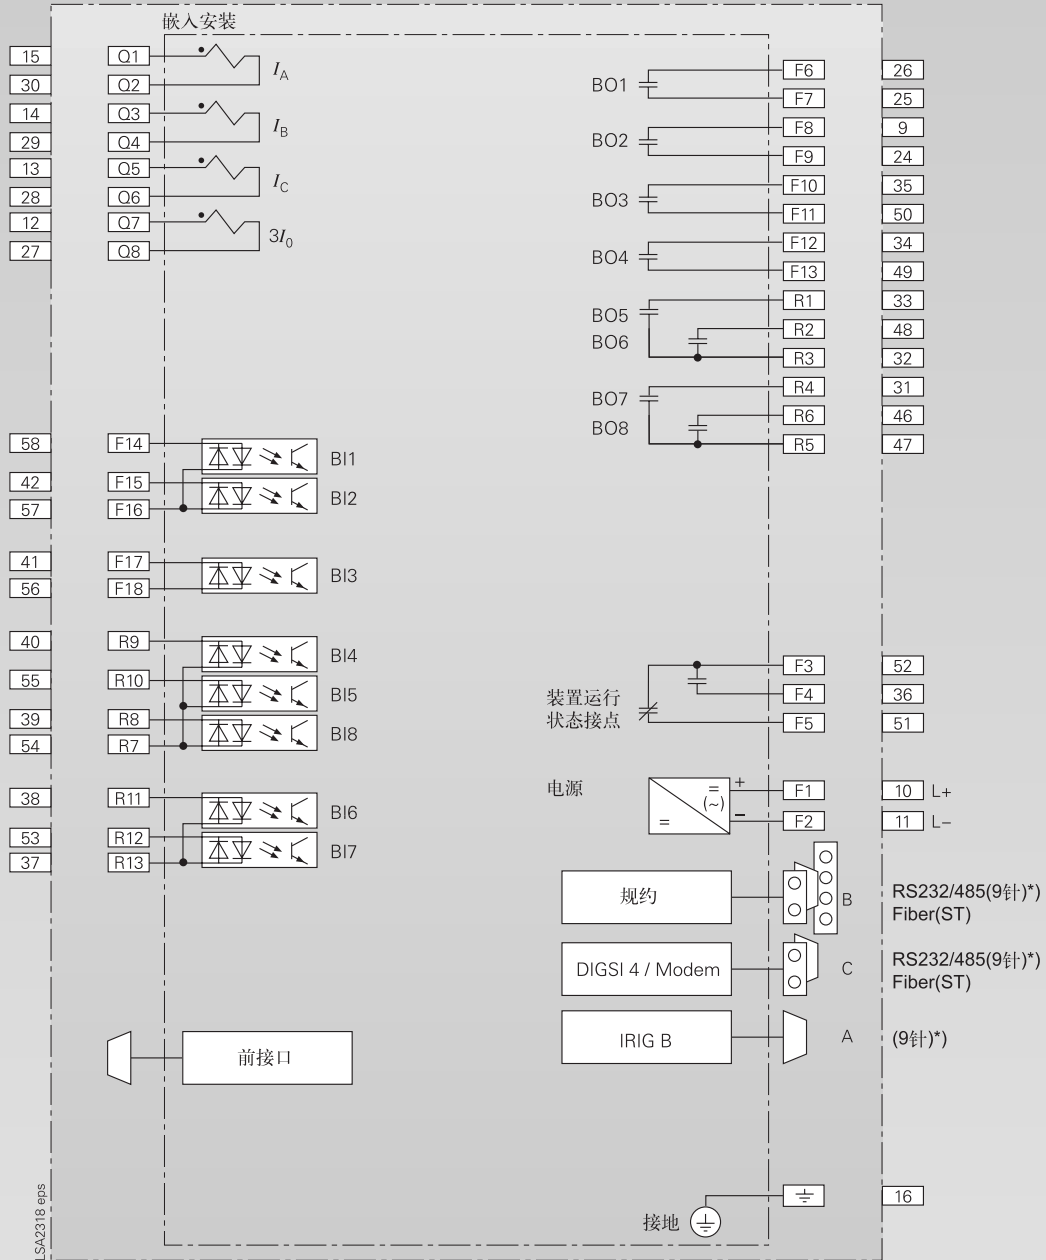 嵌入安装
15 Q1
30 Q2
I_A
14 Q3
29 Q4
I_B
13 Q5
28 Q6
I_C
12 Q7
27 Q8
3I_0
BO1 F6 26
F7 25
BO2 F8 9
F9 24
BO3 F10 35
F11 50
BO4 F12 34
F13 49
BO5 R1 33
BO6 R2 48
R3 32
BO7 R4 31
BO8 R6 46
R5 47
58 F14 BI1
42 F15 BI2
57 F16
41 F17 BI3
56 F18
40 R9 BI4
55 R10 BI5
39 R8 BI8
54 R7
38 R11 BI6
53 R12 BI7
37 R13
装置运行
状态接点
F3 52
F4 36
F5 51
电源
= (~) =
+ F1 10 L+
− F2 11 L−
规约 B RS232/485(9针)*)
Fiber(ST)
DIGSI 4 / Modem C RS232/485(9针)*)
Fiber(ST)
IRIG B A (9针)*)
前接口
接地 16
LSA2318 eps